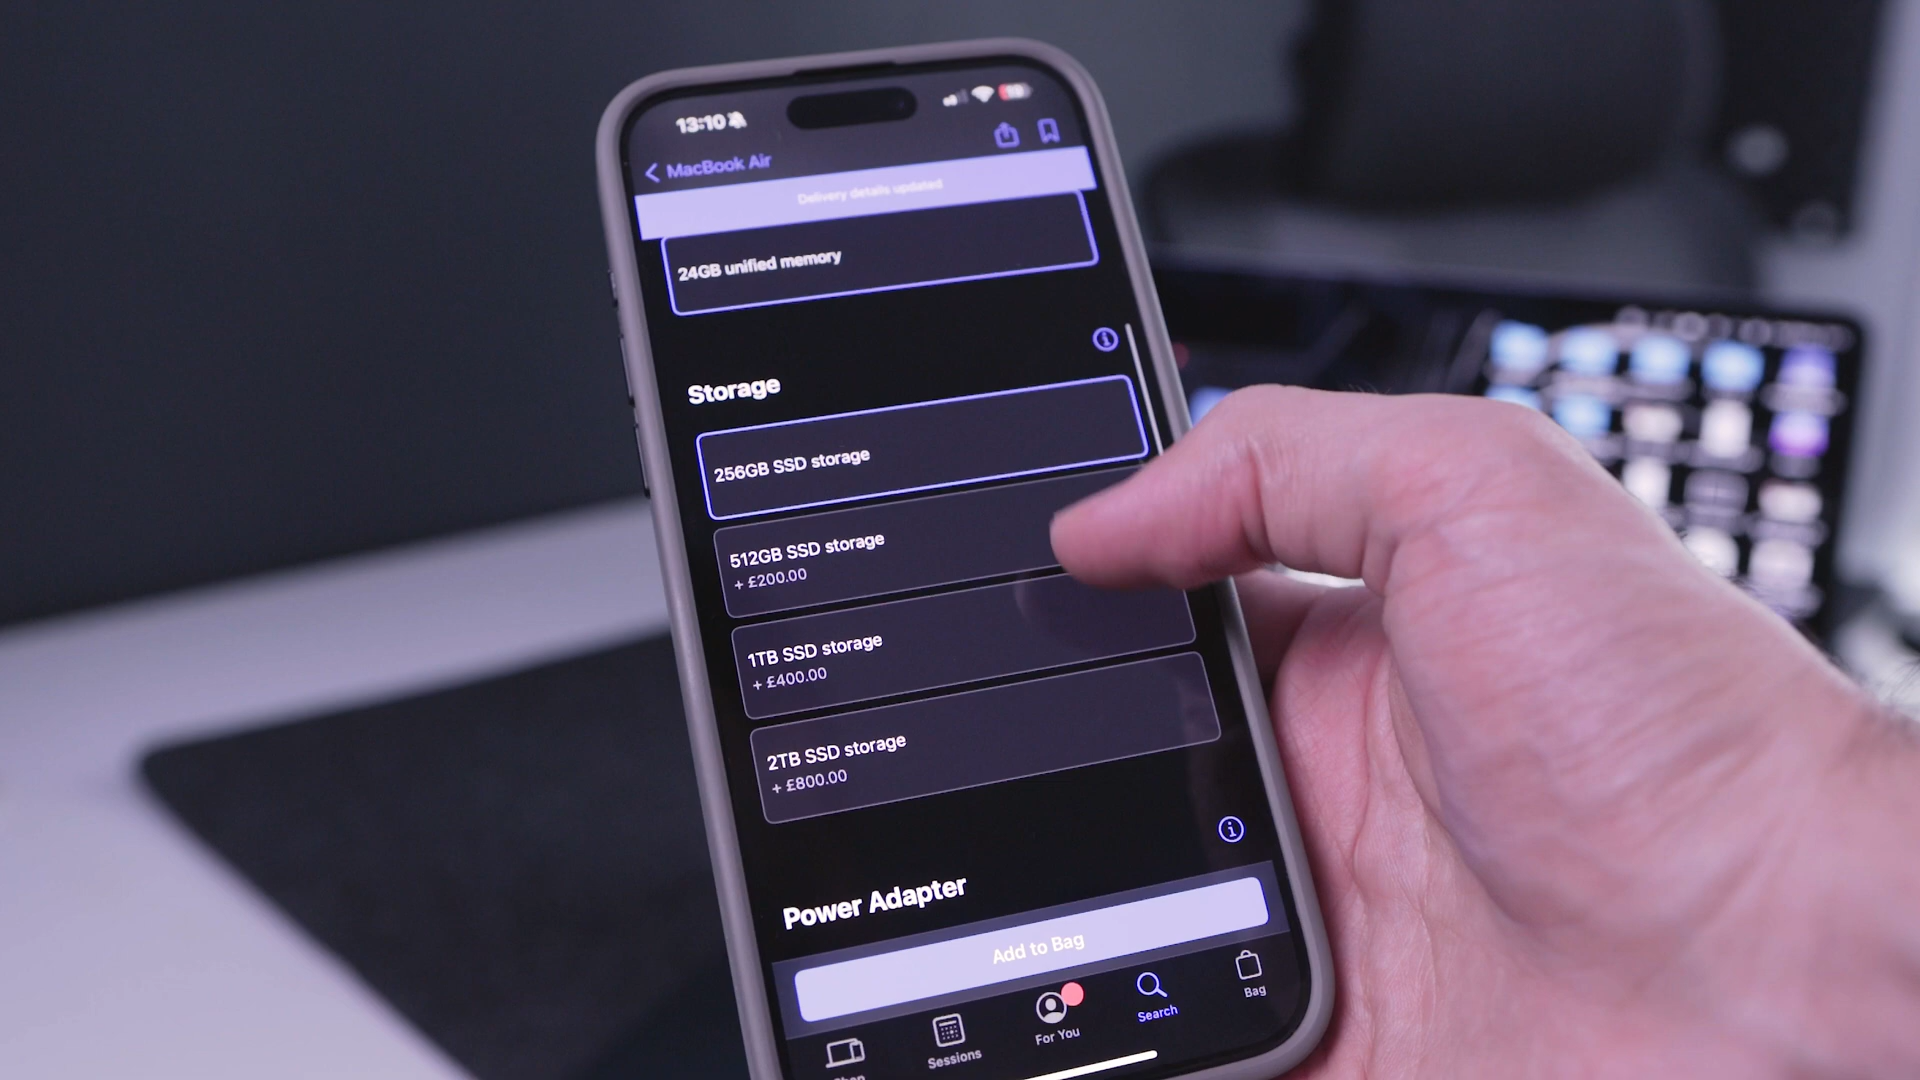 13:10
MacBook Air
Delivery details updated
24GB unified memory
Storage
256GB SSD storage
512GB SSD storage
+ £200.00
1TB SSD storage
+ £400.00
2TB SSD storage
+ £800.00
Power Adapter
Add to Bag
Sessions
For You
Search
Bag